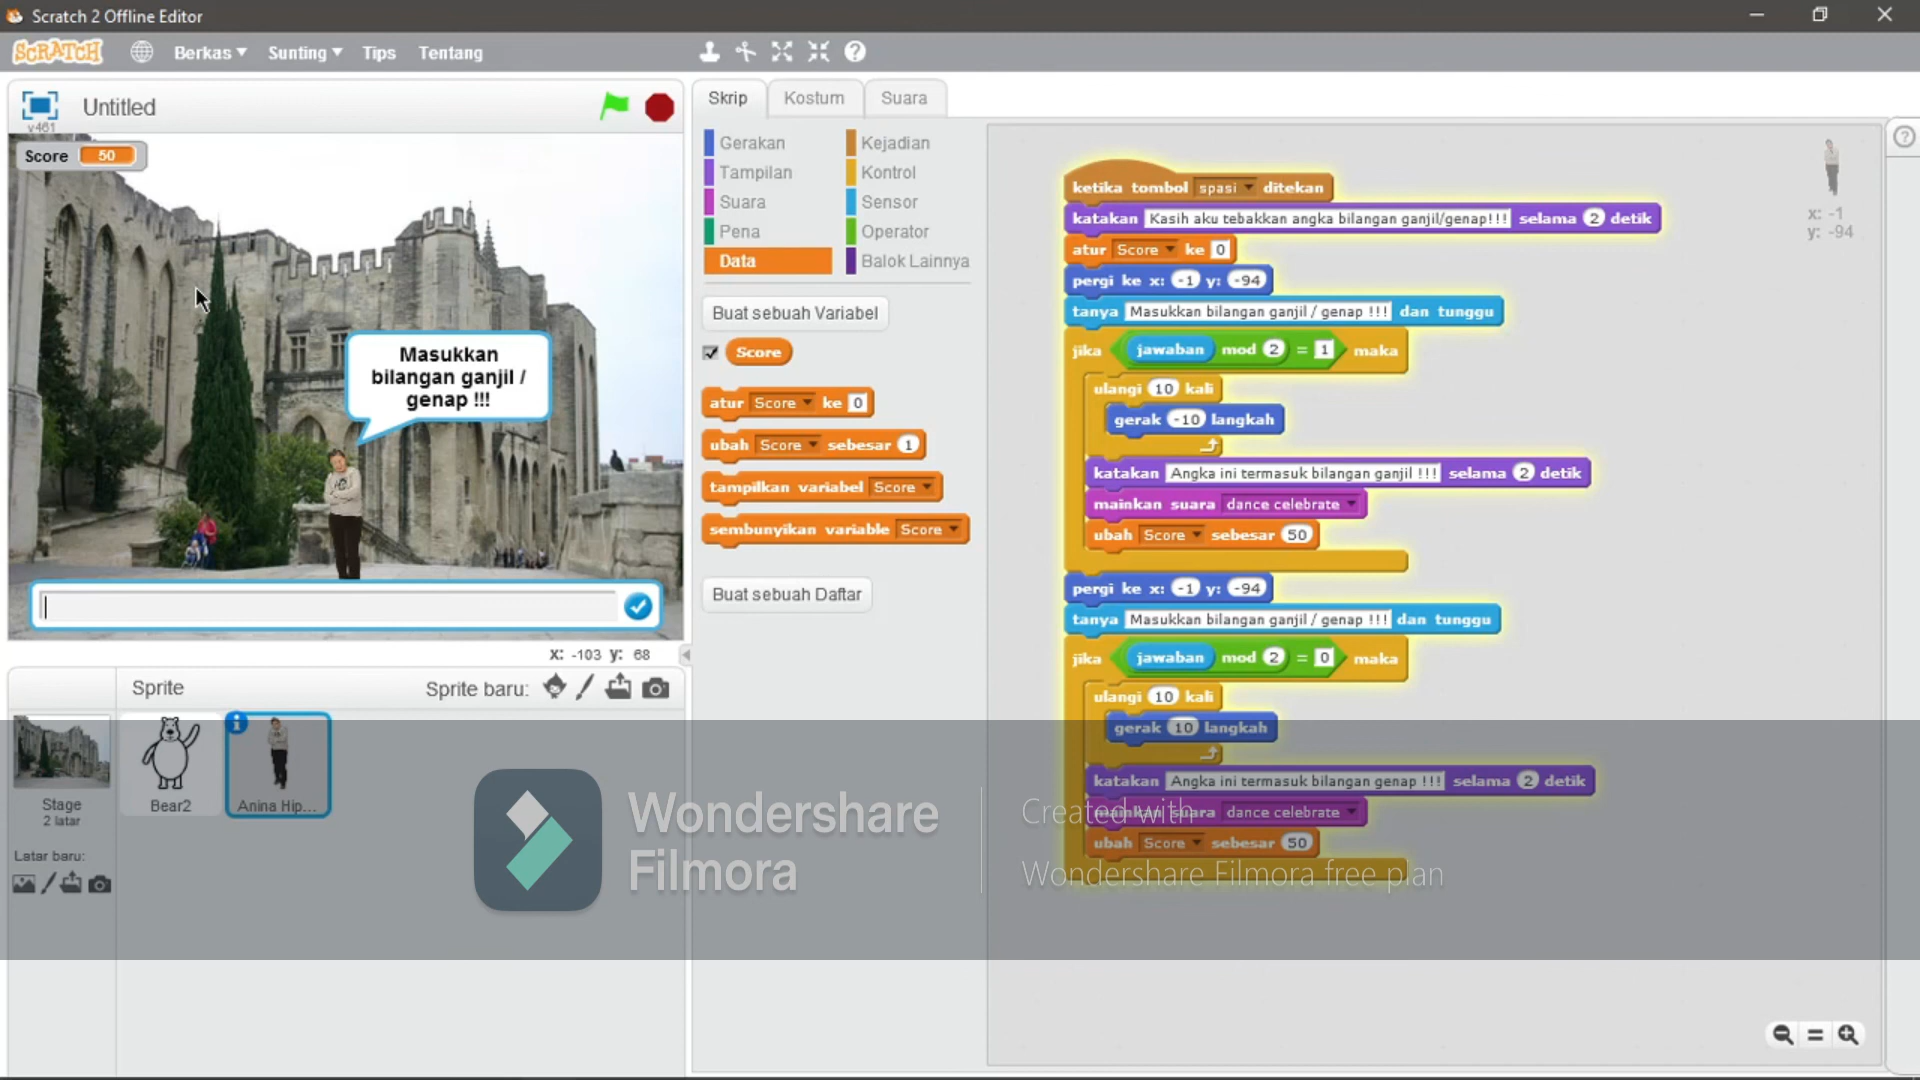 Scratch 2 Offline Editor
SCRATCH
Berkas
Sunting
Tips
Tentang
v461
Untitled
Score 50
Masukkan
bilangan ganjil /
genap !!!
x: -103 y: 68
Sprite
Sprite baru:
Stage
2 latar
Latar baru:
Bear2
Anina Hip...
Skrip
Kostum
Suara
Gerakan
Tampilan
Suara
Pena
Data
Kejadian
Kontrol
Sensor
Operator
Balok Lainnya
Buat sebuah Variabel
Score
atur Score ke 0
ubah Score sebesar 1
tampilkan variabel Score
sembunyikan variable Score
Buat sebuah Daftar
ketika tombol spasi ditekan
katakan Kasih aku tebakkan angka bilangan ganjil/genap!!! selama 2 detik
atur Score ke 0
pergi ke x: -1 y: -94
tanya Masukkan bilangan ganjil / genap !!! dan tunggu
jika jawaban mod 2 = 1 maka
ulangi 10 kali
gerak -10 langkah
katakan Angka ini termasuk bilangan ganjil !!! selama 2 detik
mainkan suara dance celebrate
ubah Score sebesar 50
pergi ke x: -1 y: -94
tanya Masukkan bilangan ganjil / genap !!! dan tunggu
jika jawaban mod 2 = 0 maka
ulangi 10 kali
gerak 10 langkah
katakan Angka ini termasuk bilangan genap !!! selama 2 detik
mainkan suara dance celebrate
ubah Score sebesar 50
x: -1
y: -94
Wondershare
Filmora
Created with
Wondershare Filmora free plan